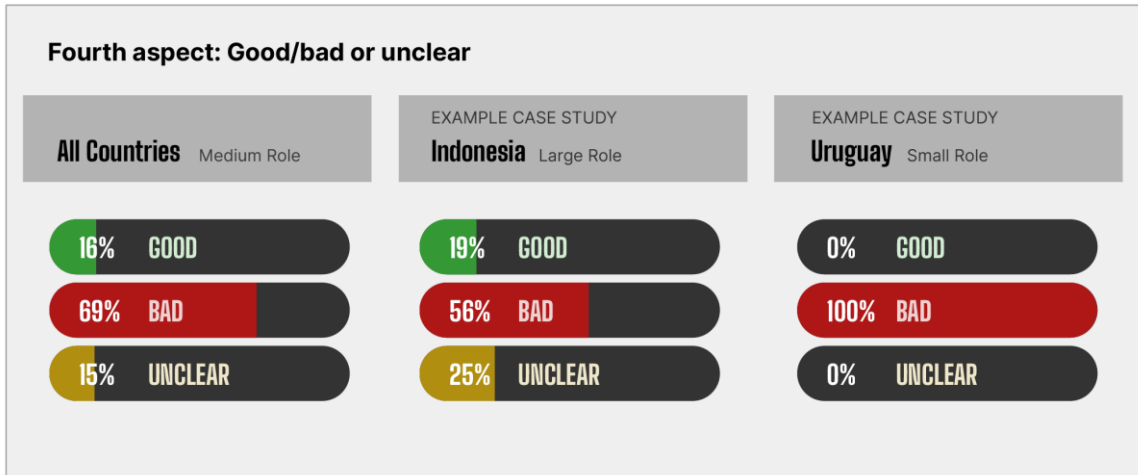 Fourth aspect: Good/bad or unclear
All Countries Medium Role
EXAMPLE CASE STUDY
Indonesia Large Role
EXAMPLE CASE STUDY
Uruguay Small Role
16% GOOD
69% BAD
15% UNCLEAR
19% GOOD
56% BAD
25% UNCLEAR
0% GOOD
100% BAD
0% UNCLEAR